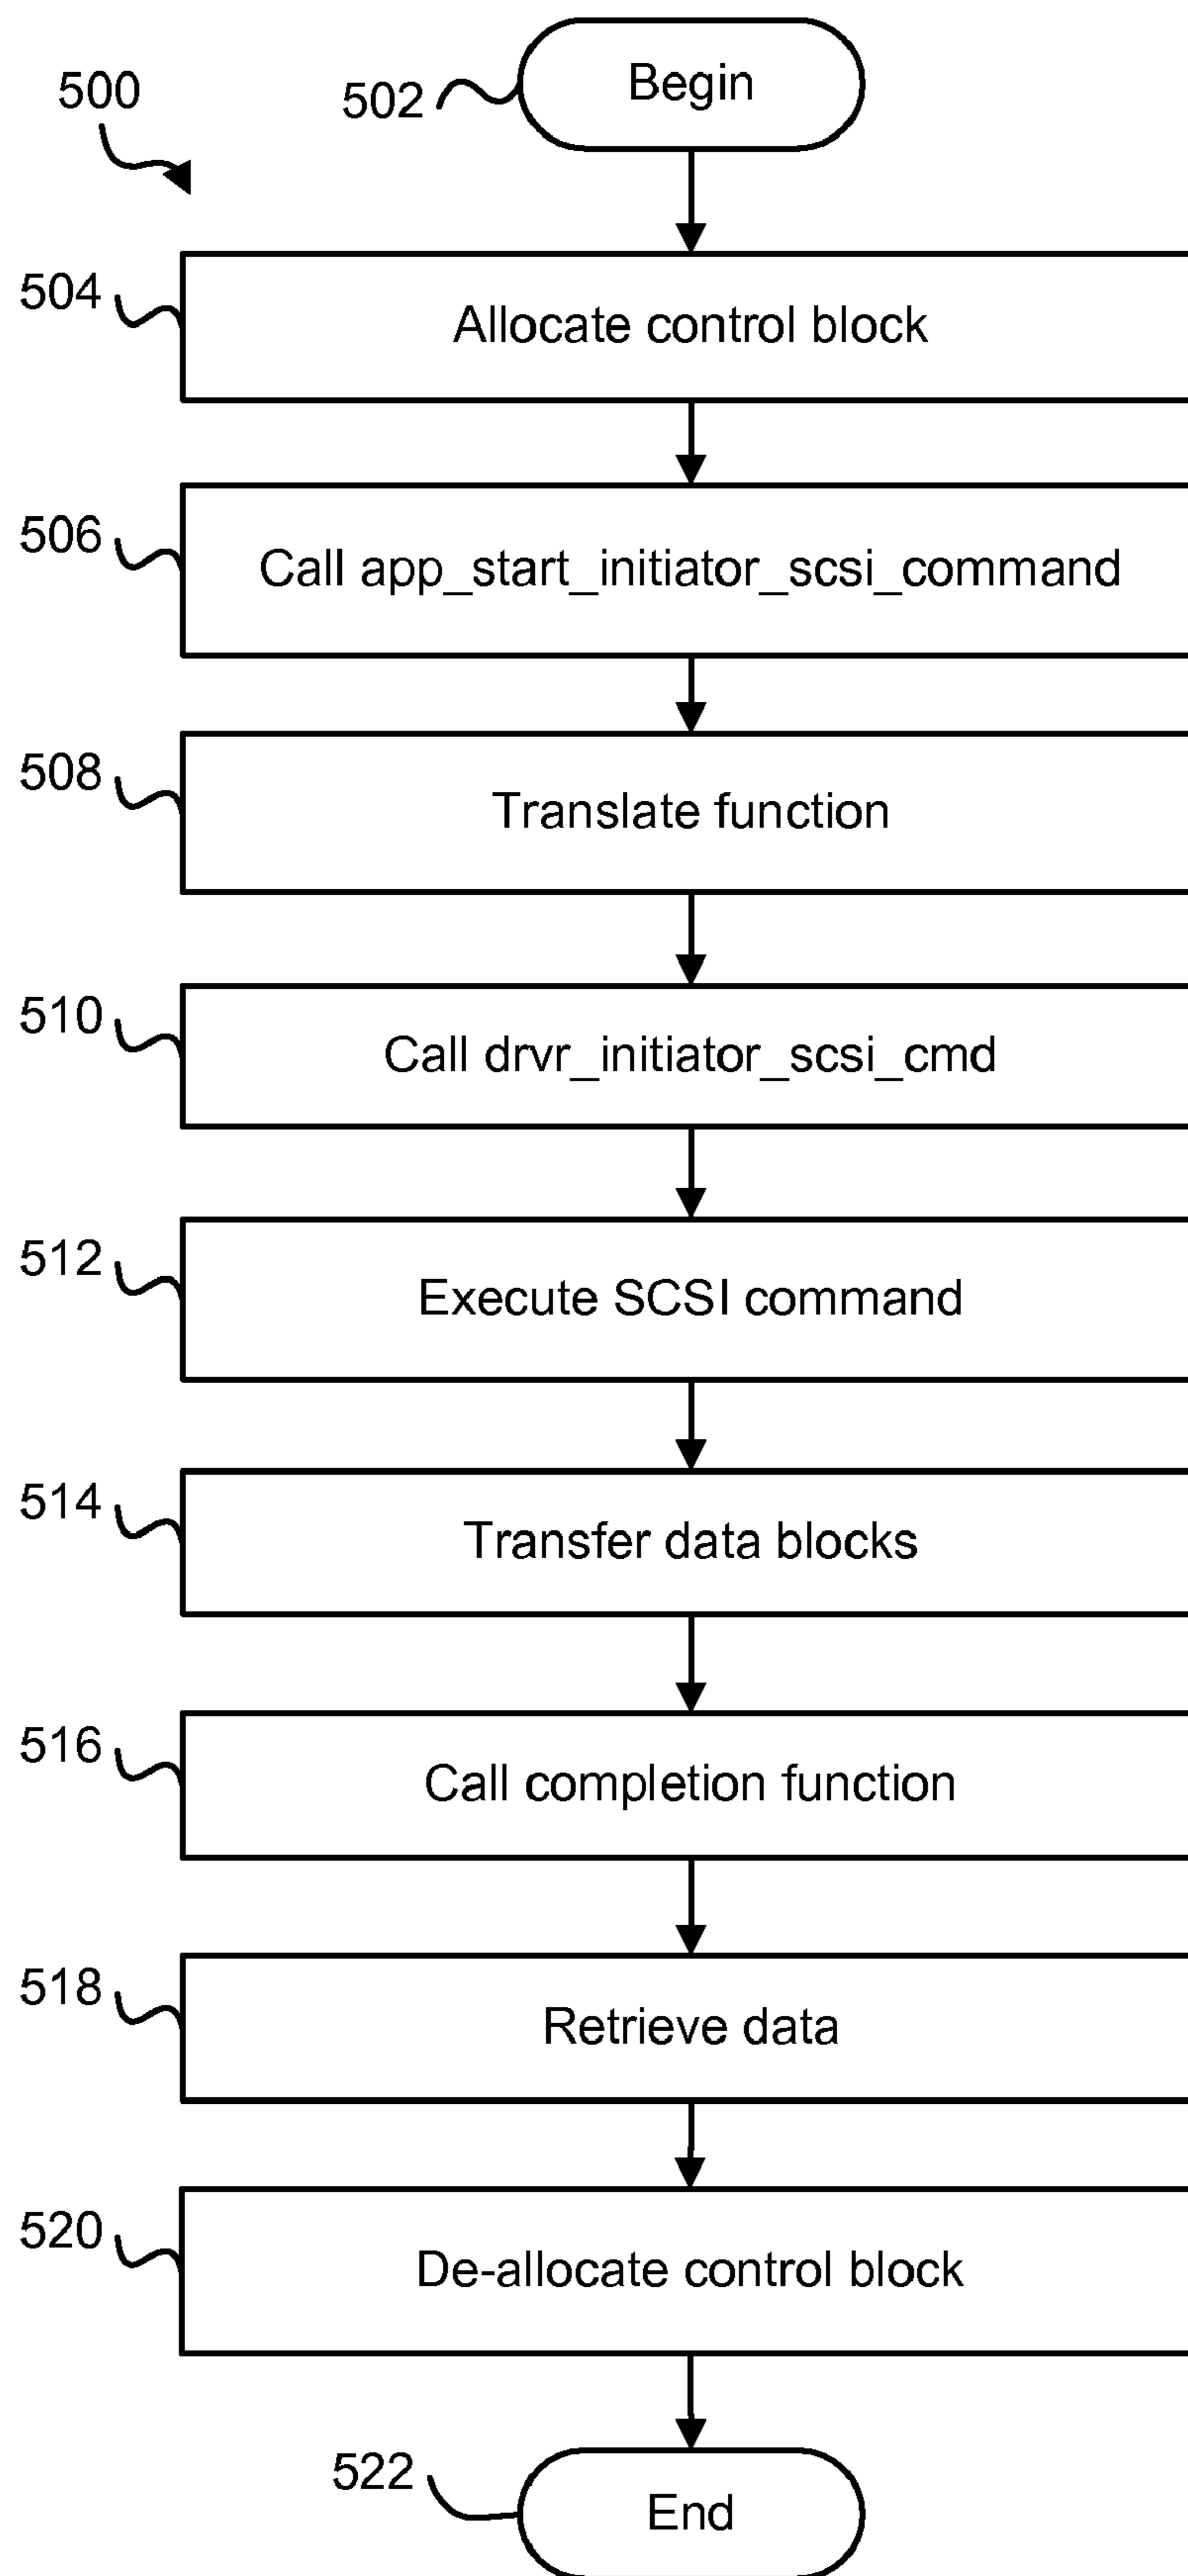 500
502
Begin
504
Allocate control block
506
Call app_start_initiator_scsi_command
508
Translate function
510
Call drvr_initiator_scsi_cmd
512
Execute SCSI command
514
Transfer data blocks
516
Call completion function
518
Retrieve data
520
De-allocate control block
522
End